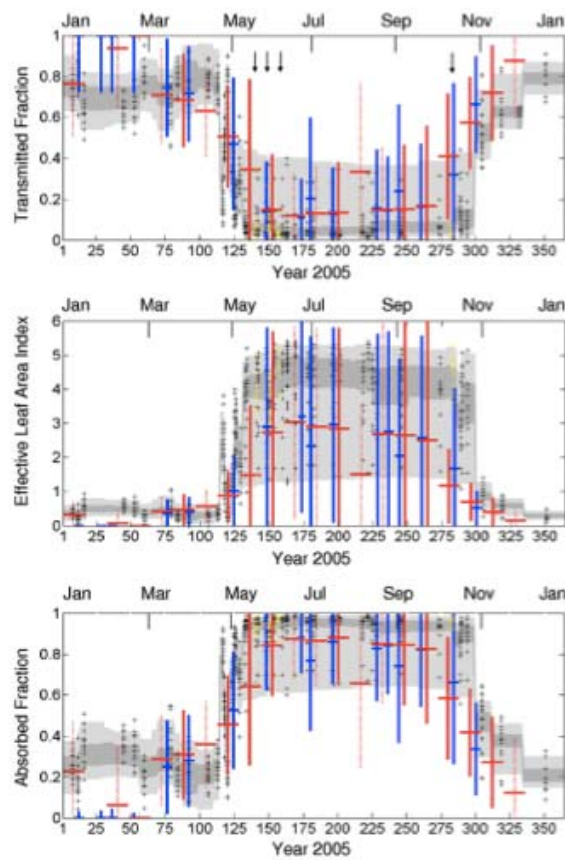 Jan Mar May Jul Sep Nov Jan
1
0.8
0.6
0.4
0.2
0
Transmitted Fraction
1 25 50 75 100 125 150 175 200 225 250 275 300 325 350
Year 2005
Jan Mar May Jul Sep Nov Jan
6
5
4
3
2
1
0
Effective Leaf Area Index
1 25 50 75 100 125 150 175 200 225 250 275 300 325 350
Year 2005
Jan Mar May Jul Sep Nov Jan
1
0.8
0.6
0.4
0.2
0
Absorbed Fraction
1 25 50 75 100 125 150 175 200 225 250 275 300 325 350
Year 2005